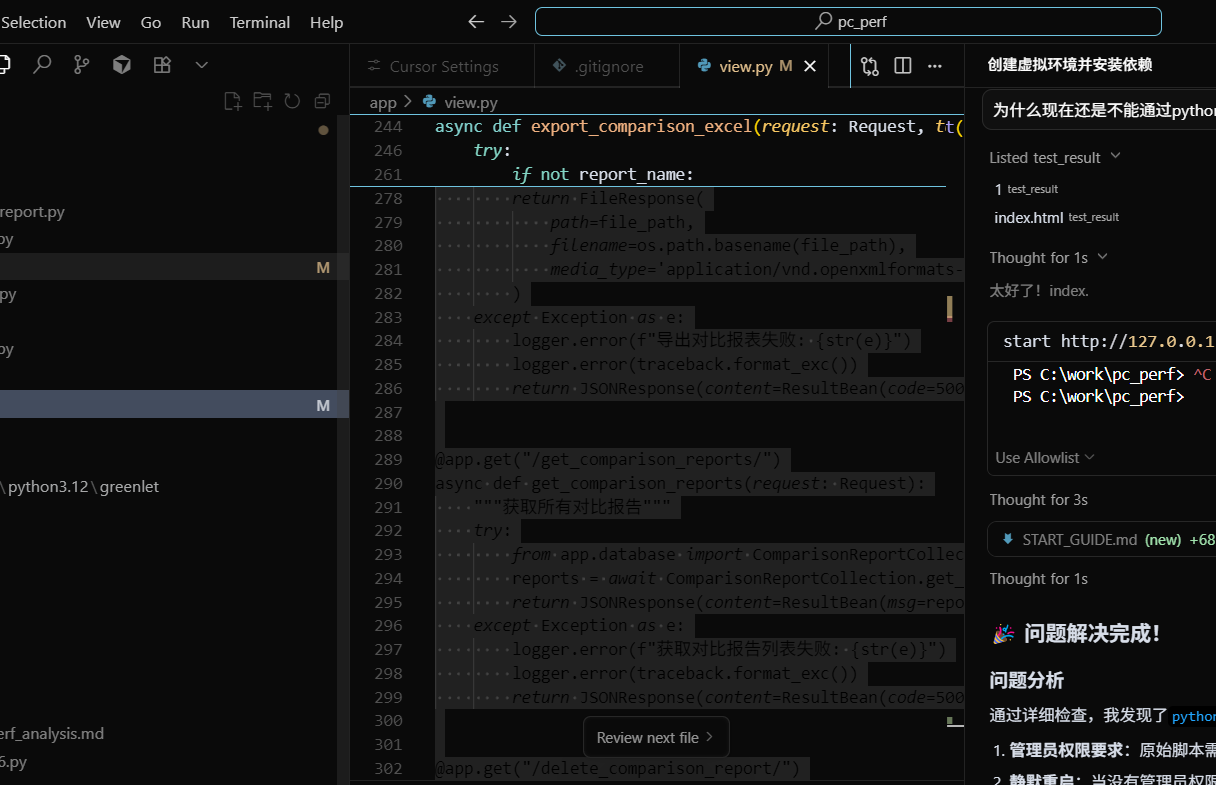 Selection View Go Run Terminal Help
pc_perf
Cursor Settings
.gitignore
view.py M
创建虚拟环境并安装依赖
app > view.py
report.py
py
M
py
py
M
\python3.12\greenlet
erf_analysis.md
6.py
244 async def export_comparison_excel(request: Request, tt(
246 try:
261 if not report_name:
278 return FileResponse(
279 path=file_path,
280 filename=os.path.basename(file_path),
281 media_type='application/vnd.openxmlformats-
282 )
283 except Exception as e:
284 logger.error(f"导出对比报表失败: {str(e)}")
285 logger.error(traceback.format_exc())
286 return JSONResponse(content=ResultBean(code=500
287
288
289 @app.get("/get_comparison_reports/")
290 async def get_comparison_reports(request: Request):
291 """获取所有对比报告"""
292 try:
293 from app.database import ComparisonReportCollec
294 reports = await ComparisonReportCollection.get_
295 return JSONResponse(content=ResultBean(msg=repo
296 except Exception as e:
297 logger.error(f"获取对比报告列表失败: {str(e)}")
298 logger.error(traceback.format_exc())
299 return JSONResponse(content=ResultBean(code=500
300
301
302 @app.get("/delete_comparison_report/")
Review next file
为什么现在还是不能通过python
Listed test_result
1 test_result
index.html test_result
Thought for 1s
太好了！index.
start http://127.0.0.1
PS C:\work\pc_perf> ^C
PS C:\work\pc_perf>
Use Allowlist
Thought for 3s
START_GUIDE.md (new) +68
Thought for 1s
🎉 问题解决完成！
问题分析
通过详细检查，我发现了 python
1. 管理员权限要求：原始脚本需
2. 静默重启：当没有管理员权限